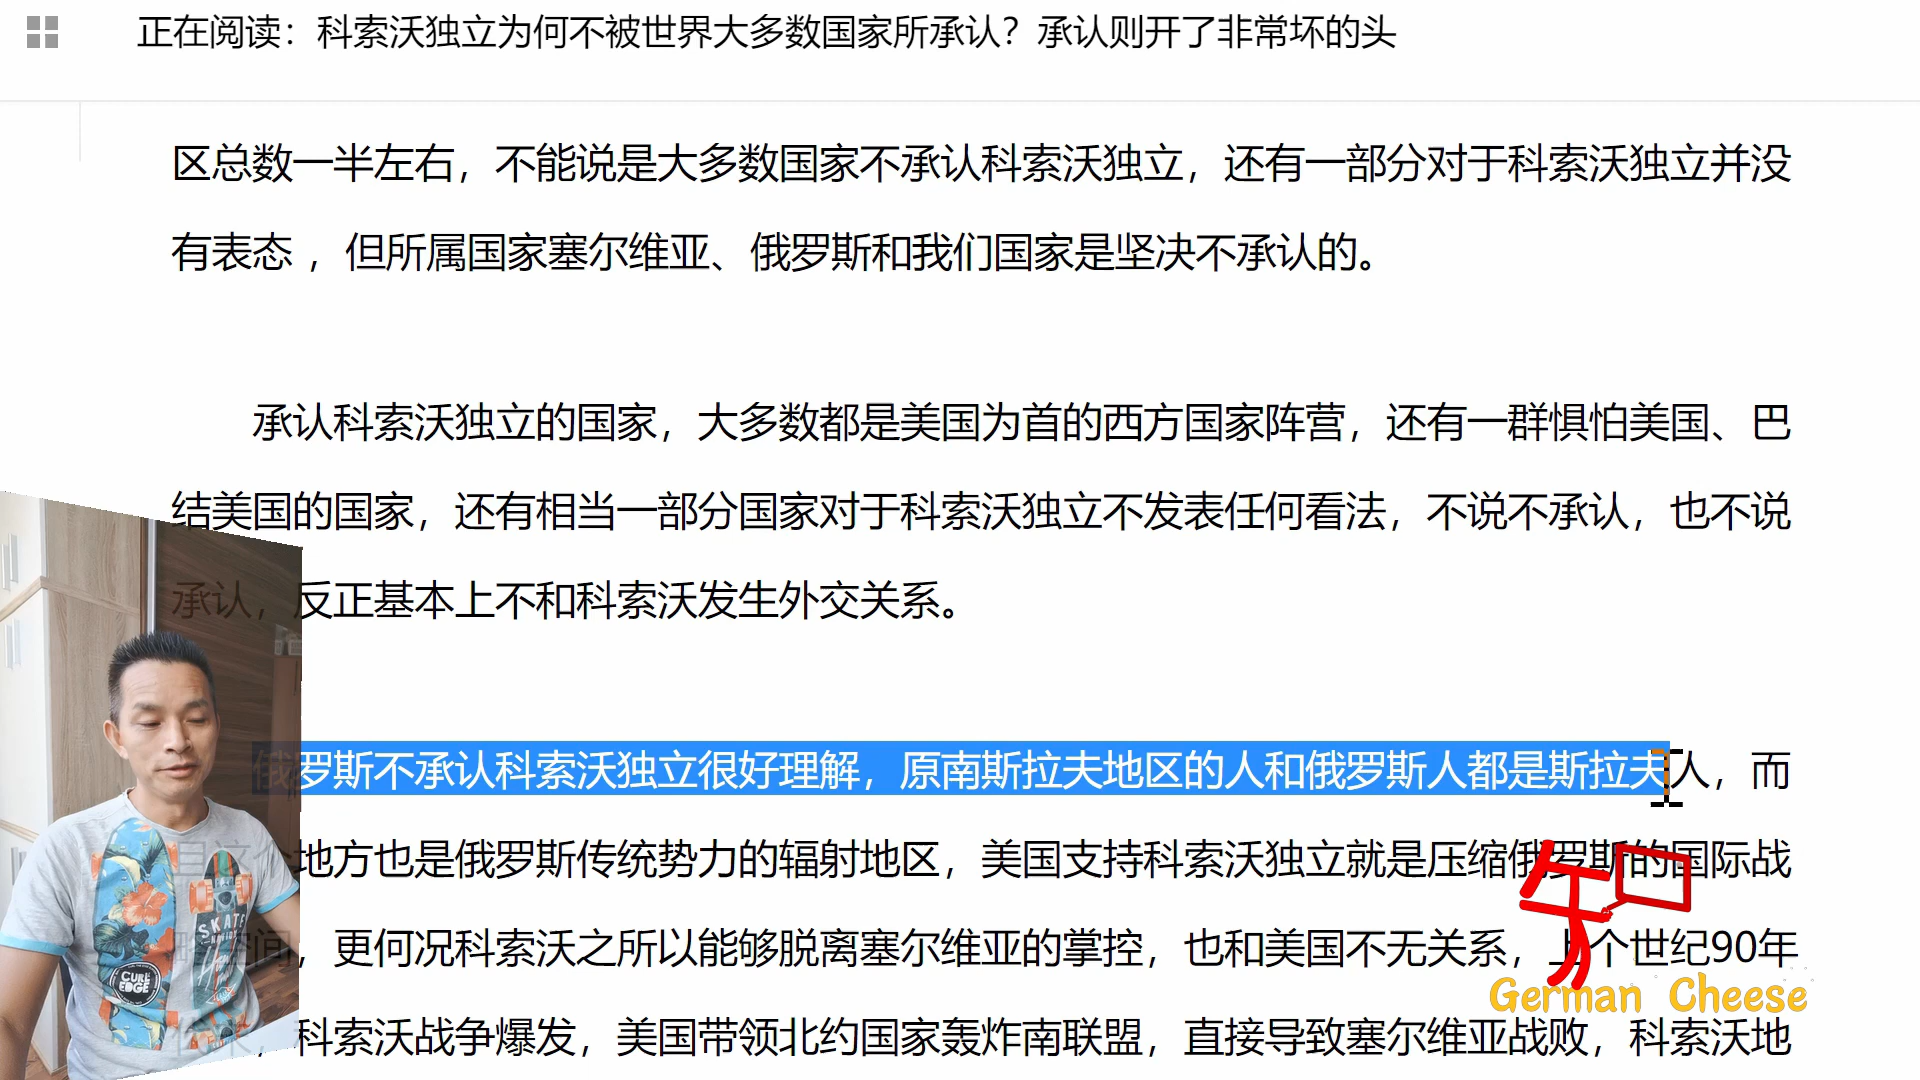 正在阅读：科索沃独立为何不被世界大多数国家所承认？承认则开了非常坏的头
区总数一半左右，不能说是大多数国家不承认科索沃独立，还有一部分对于科索沃独立并没
有表态 ，但所属国家塞尔维亚、俄罗斯和我们国家是坚决不承认的。
承认科索沃独立的国家，大多数都是美国为首的西方国家阵营，还有一群惧怕美国、巴
结美国的国家，还有相当一部分国家对于科索沃独立不发表任何看法，不说不承认，也不说
承认，反正基本上不和科索沃发生外交关系。
俄罗斯不承认科索沃独立很好理解，原南斯拉夫地区的人和俄罗斯人都是斯拉夫人，而
且这个地方也是俄罗斯传统势力的辐射地区，美国支持科索沃独立就是压缩俄罗斯的国际战
略空间，更何况科索沃之所以能够脱离塞尔维亚的掌控，也和美国不无关系，上个世纪90年
，科索沃战争爆发，美国带领北约国家轰炸南联盟，直接导致塞尔维亚战败，科索沃地
SKATE
CURL EDGE
知
German Cheese